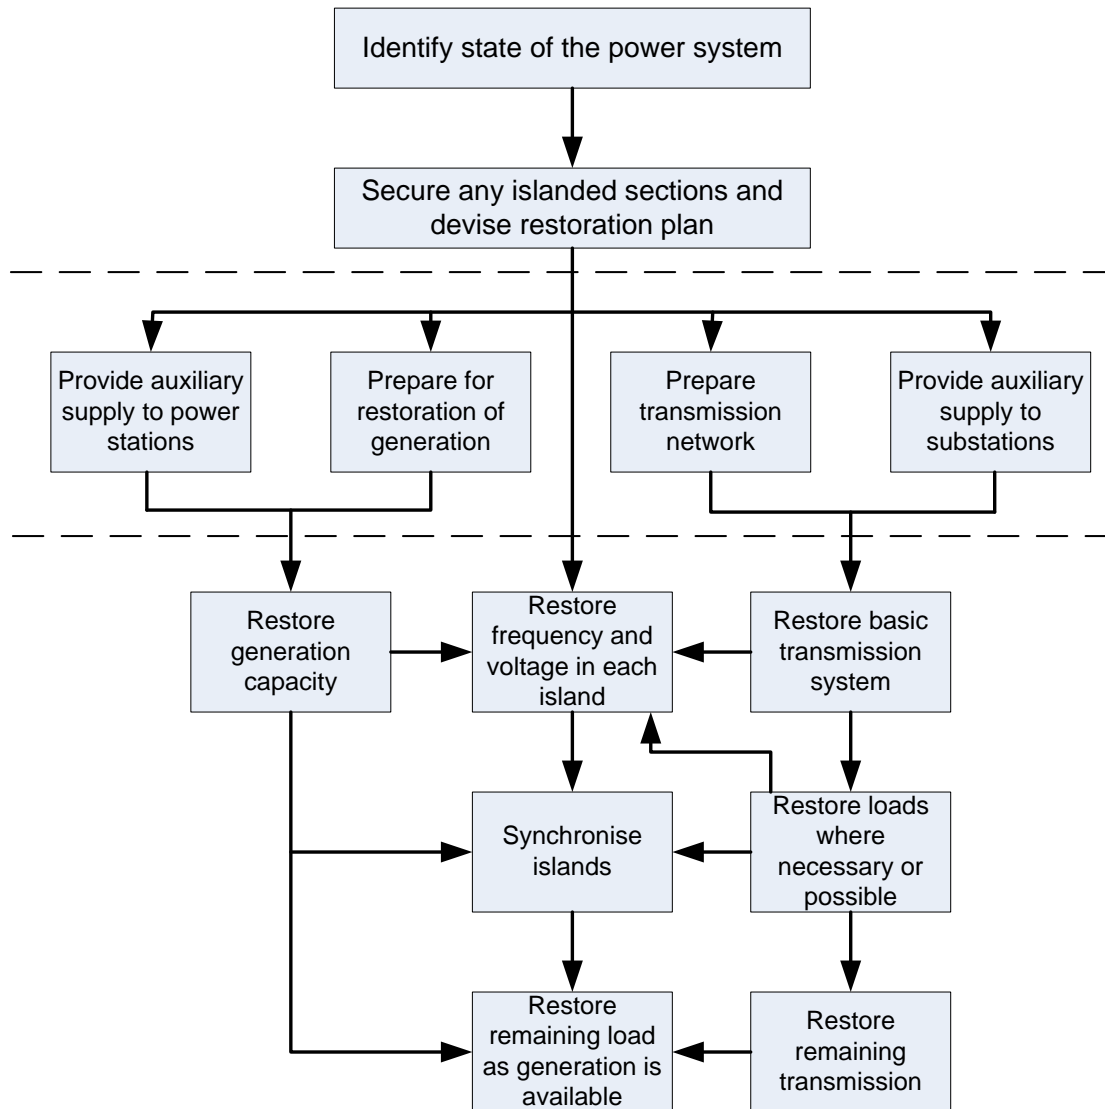 Identify state of the power system
Secure any islanded sections and
devise restoration plan
Provide auxiliary
supply to power
stations
Prepare for
restoration of
generation
Prepare
transmission
network
Provide auxiliary
supply to
substations
Restore
generation
capacity
Restore
frequency and
voltage in each
island
Restore basic
transmission
system
Synchronise
islands
Restore loads
where
necessary or
possible
Restore
remaining load
as generation is
available
Restore
remaining
transmission